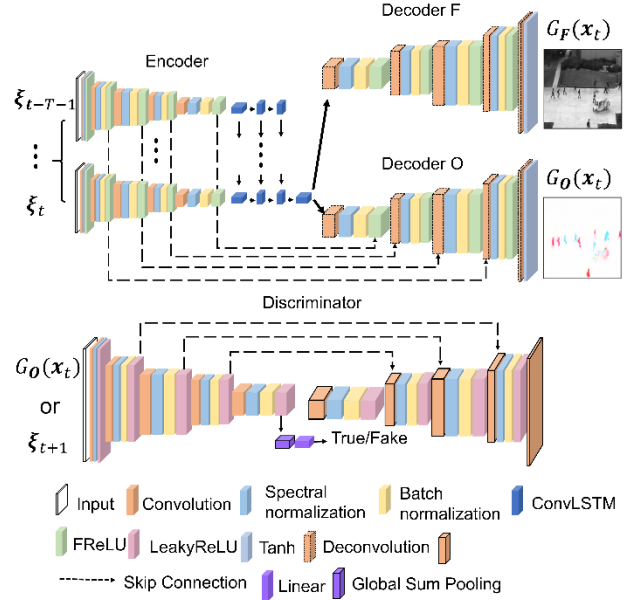 Decoder F
G_F(x_t)
Encoder
ξ_{t−T−1}
Decoder O
ξ_t
G_O(x_t)
Discriminator
G_O(x_t)
or
ξ_{t+1}
True/Fake
Input
Convolution
Spectral
normalization
Batch
normalization
ConvLSTM
FReLU
LeakyReLU
Tanh
Deconvolution
Skip Connection
Linear
Global Sum Pooling